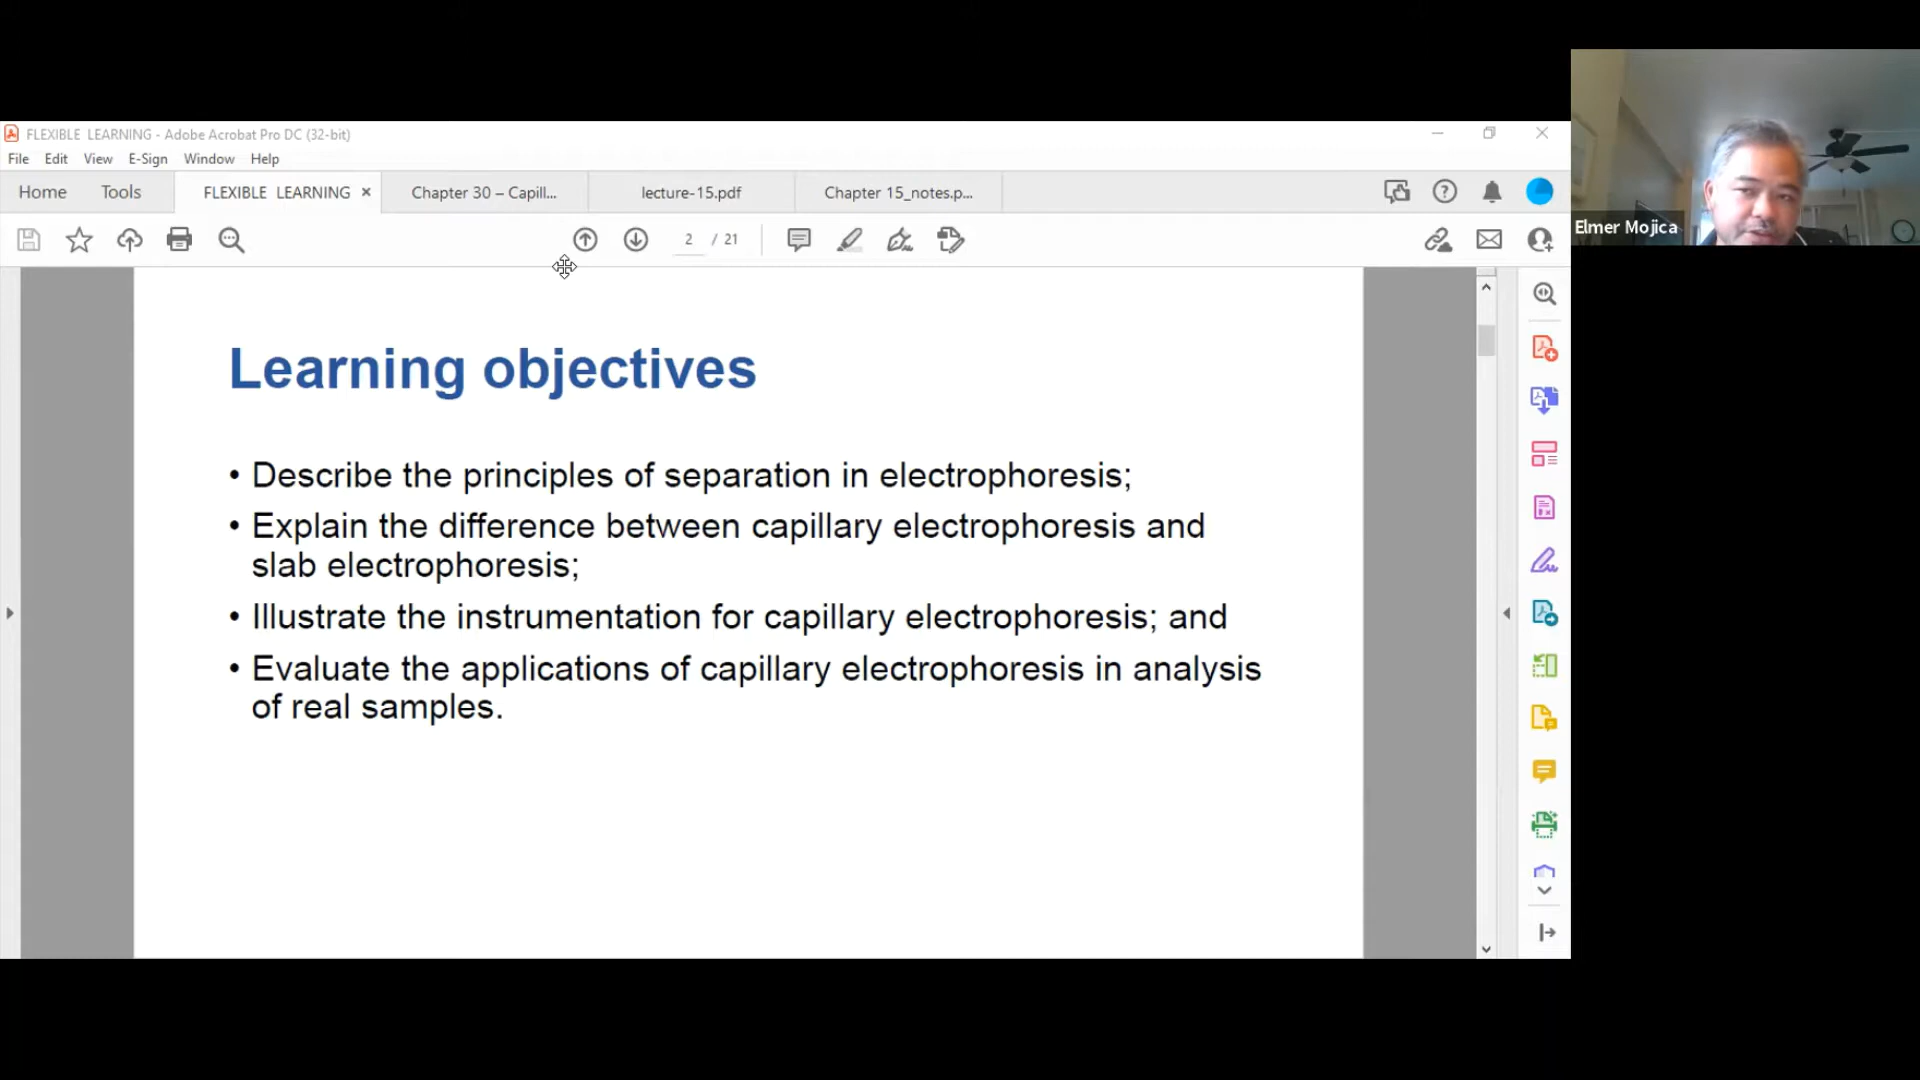 FLEXIBLE LEARNING - Adobe Acrobat Pro DC (32-bit)
File Edit View E-Sign Window Help
Home Tools FLEXIBLE LEARNING × Chapter 30 – Capill... lecture-15.pdf Chapter 15_notes.p...
2 / 21
Elmer Mojica
Learning objectives
• Describe the principles of separation in electrophoresis;
• Explain the difference between capillary electrophoresis and
slab electrophoresis;
• Illustrate the instrumentation for capillary electrophoresis; and
• Evaluate the applications of capillary electrophoresis in analysis
of real samples.